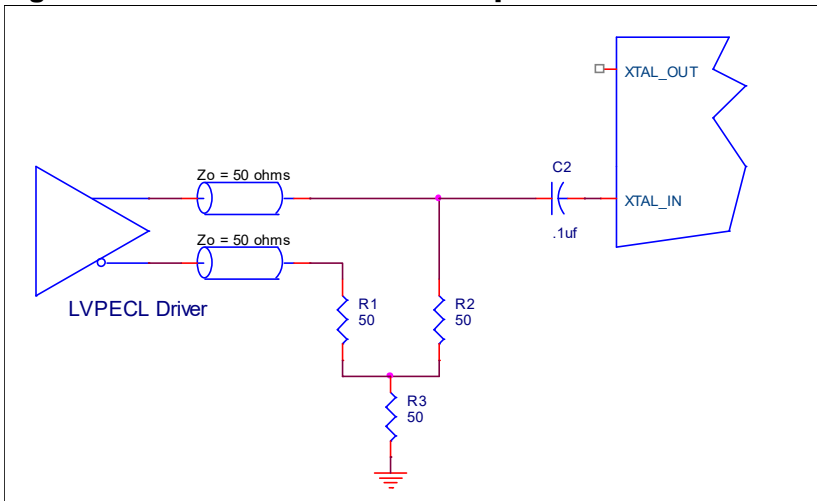 XTAL_OUT
Zo = 50 ohms
C2
XTAL_IN
.1uf
Zo = 50 ohms
LVPECL Driver
R1
50
R2
50
R3
50